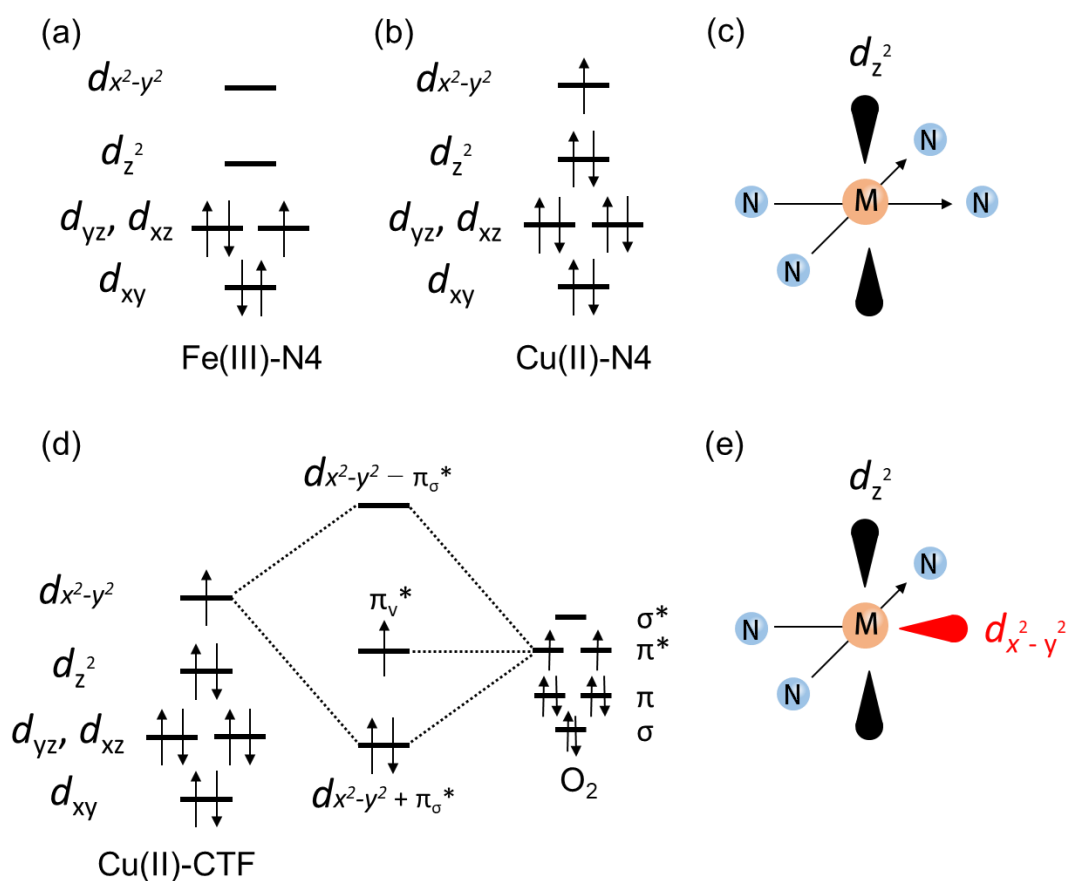 (a)
dx²-y²
dz²
dyz, dxz
dxy
Fe(III)-N4
(b)
dx²-y²
dz²
dyz, dxz
dxy
Cu(II)-N4
(c)
dz²
N
N
M
N
N
(d)
dx²-y² – πσ*
dx²-y²
πν*
σ*
π*
dz²
π
dyz, dxz
σ
dx²-y² + πσ*
O2
dxy
Cu(II)-CTF
(e)
dz²
N
N
M
dx²-y²
N